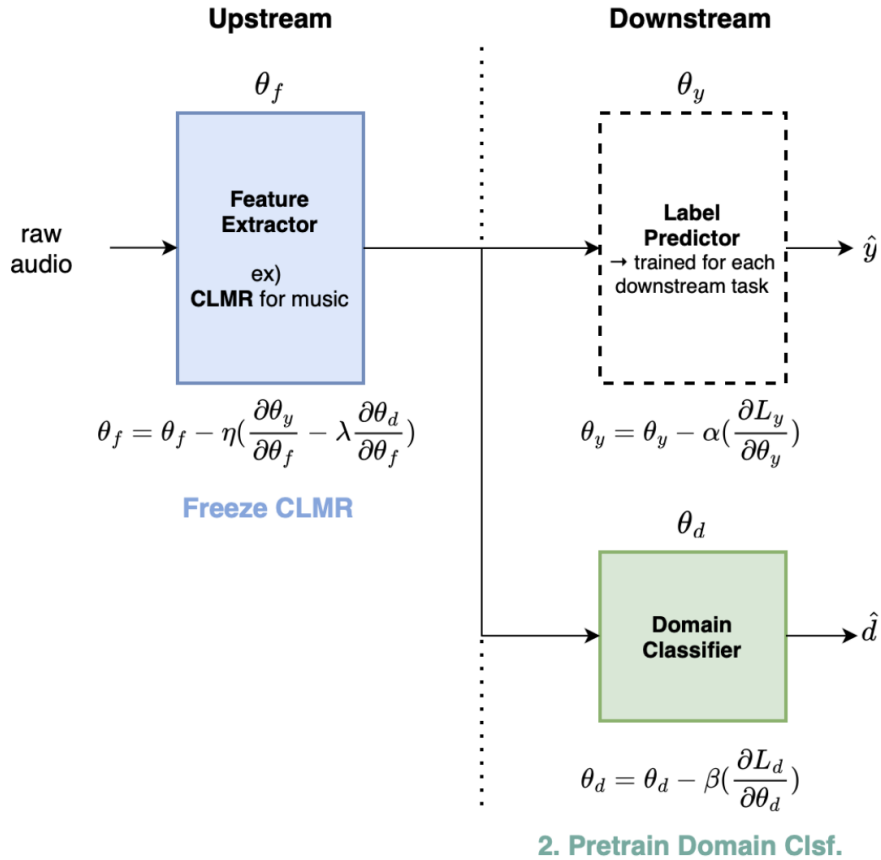 Upstream
Downstream
θ_f
θ_y
raw
audio
Feature
Extractor
ex)
CLMR for music
Label
Predictor
→ trained for each
downstream task
ŷ
θ_f = θ_f − η(∂θ_y/∂θ_f − λ ∂θ_d/∂θ_f)
θ_y = θ_y − α(∂L_y/∂θ_y)
Freeze CLMR
θ_d
Domain
Classifier
d̂
θ_d = θ_d − β(∂L_d/∂θ_d)
2. Pretrain Domain Clsf.